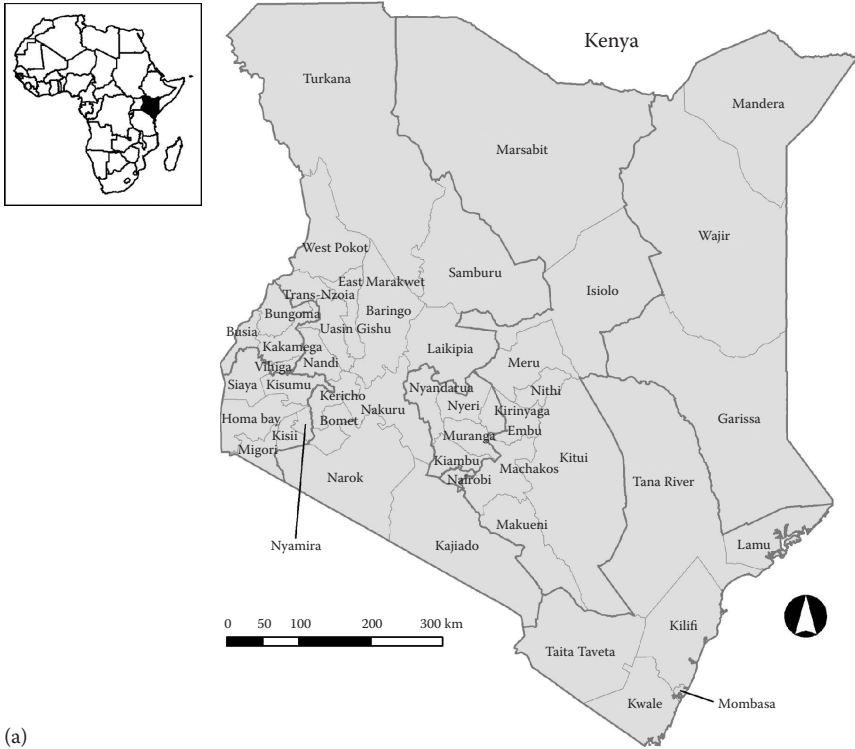 Kenya
Turkana
Mandera
Marsabit
Wajir
West Pokot
Samburu
Isiolo
East Marakwet
Trans-Nzoia
Baringo
Bungoma
Uasin Gishu
Busia
Kakamega
Laikipia
Vihiga
Nandi
Meru
Siaya
Kisumu
Nyandarua
Nithi
Kericho
Nakuru
Nyeri
Kirinyaga
Homa bay
Bomet
Embu
Garissa
Kisii
Muranga
Migori
Kiambu
Machakos
Kitui
Narok
Nairobi
Tana River
Makueni
Nyamira
Kajiado
Lamu
0 50 100 200 300 km
Kilifi
Taita Taveta
Kwale
Mombasa
(a)